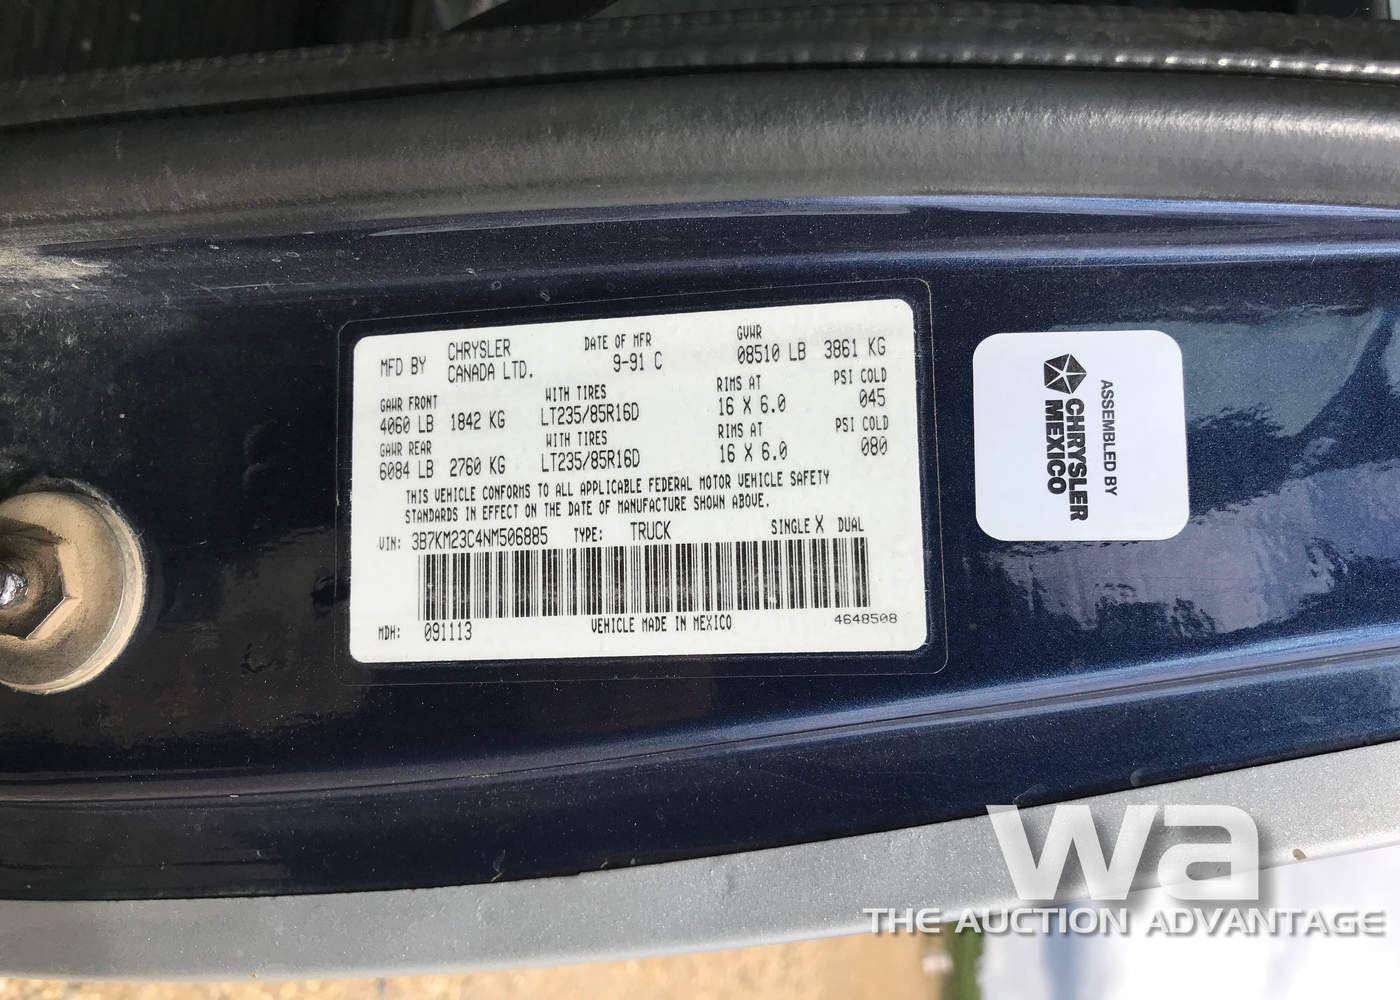 MFD BY CHRYSLER CANADA LTD. DATE OF MFR 9-91 C GVWR 08510 LB 3861 KG
GAWR FRONT WITH TIRES RIMS AT PSI COLD
4060 LB 1842 KG LT235/85R16D 16 X 6.0 045
GAWR REAR WITH TIRES RIMS AT PSI COLD
6084 LB 2760 KG LT235/85R16D 16 X 6.0 080
THIS VEHICLE CONFORMS TO ALL APPLICABLE FEDERAL MOTOR VEHICLE SAFETY
STANDARDS IN EFFECT ON THE DATE OF MANUFACTURE SHOWN ABOVE.
VIN: 3B7KM23C4NM506885 TYPE: TRUCK SINGLE X DUAL
MDH: 091113 VEHICLE MADE IN MEXICO 4648508
ASSEMBLED BY
CHRYSLER
MEXICO
wa
THE AUCTION ADVANTAGE